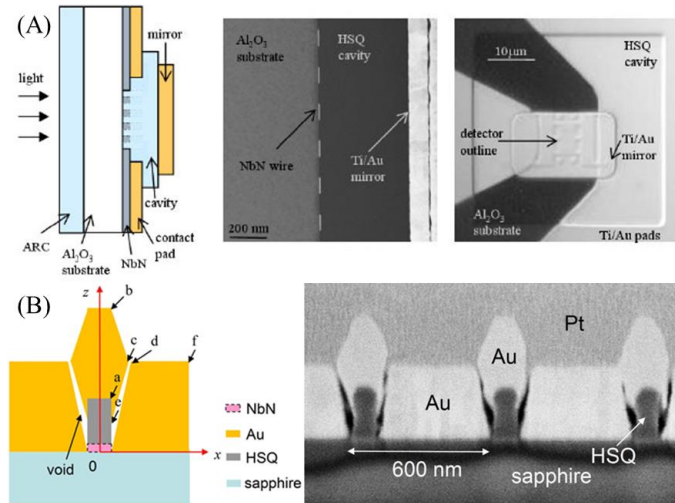 (A)
light
mirror
cavity
contact
pad
NbN
Al₂O₃
substrate
ARC
Al₂O₃
substrate
HSQ
cavity
NbN wire
Ti/Au
mirror
200 nm
10μm
HSQ
cavity
detector
outline
Ti/Au
mirror
Al₂O₃
substrate
Ti/Au pads
(B)
z
b
c
d
f
a
e
void
0
x
NbN
Au
HSQ
sapphire
Pt
Au
Au
HSQ
600 nm
sapphire